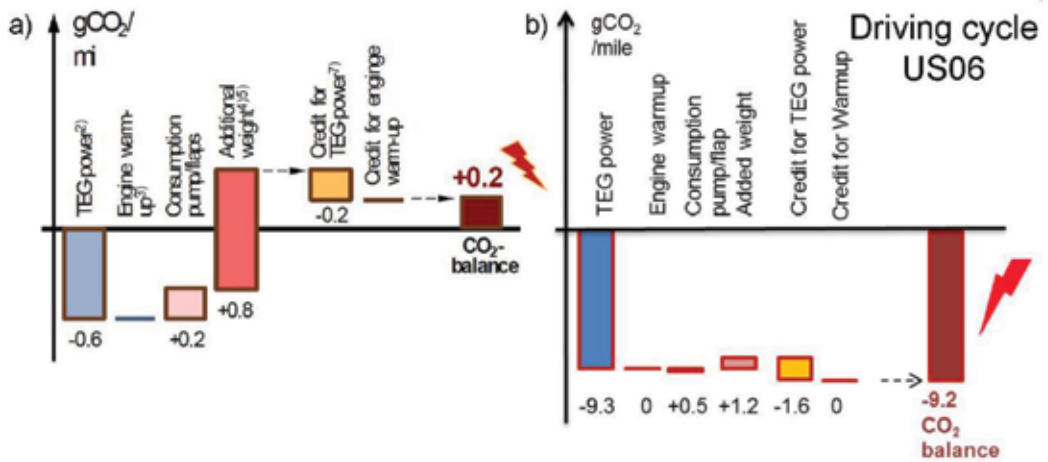 a)
gCO2/
mi
TEG-power2)
Engine warm-
up3)
Consumption
pump/flaps
Additional
weight4)5)
Credit for
TEG-power7)
Credit for enginge
warm-up
-0.6
+0.2
+0.8
-0.2
+0.2
CO2-
balance
b)
gCO2
/mile
Driving cycle
US06
TEG power
Engine warmup
Consumption
pump/flap
Added weight
Credit for TEG power
Credit for Warmup
-9.3
0
+0.5
+1.2
-1.6
0
-9.2
CO2
balance